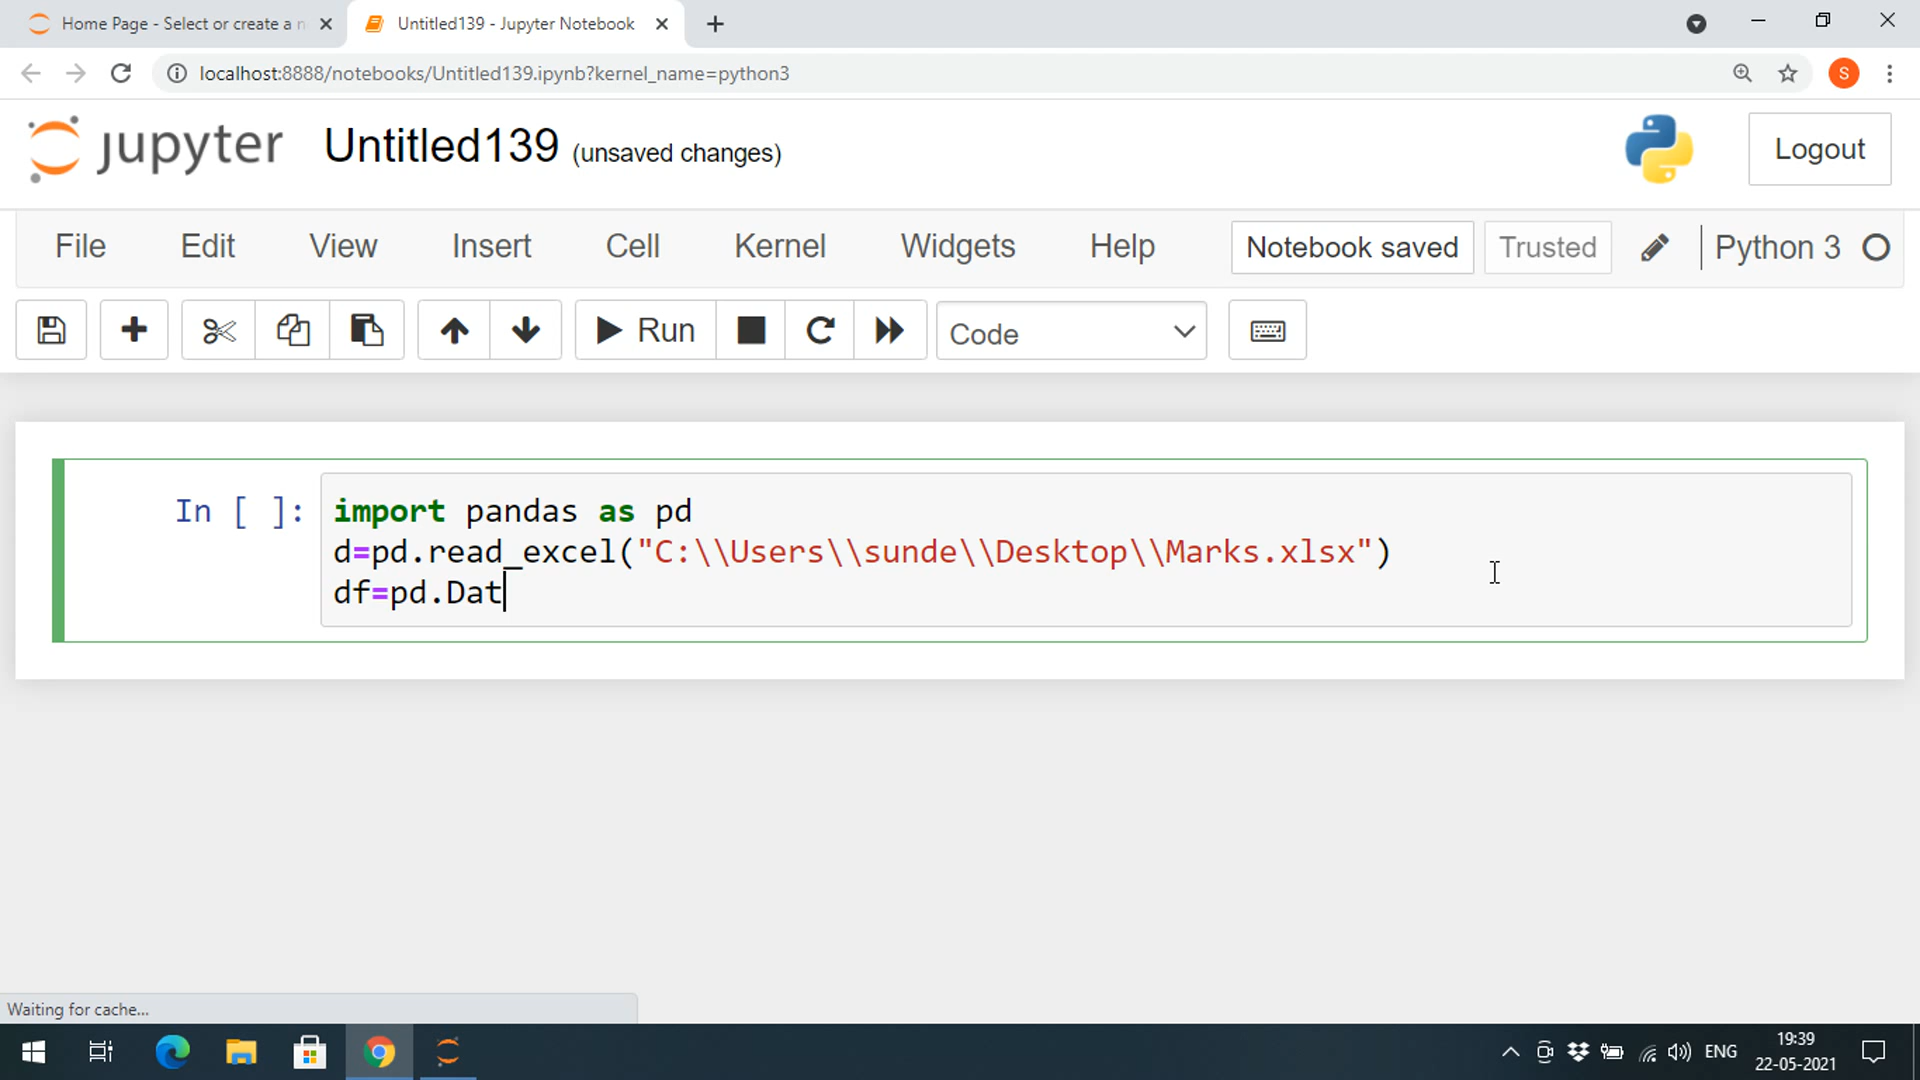 Home Page - Select or create a n
Untitled139 - Jupyter Notebook
localhost:8888/notebooks/Untitled139.ipynb?kernel_name=python3
S
jupyter Untitled139 (unsaved changes)
Logout
File Edit View Insert Cell Kernel Widgets Help Notebook saved Trusted Python 3
Run Code
In [ ]: import pandas as pd
d=pd.read_excel("C:\\Users\\sunde\\Desktop\\Marks.xlsx")
df=pd.Dat
Waiting for cache...
ENG
19:39
22-05-2021